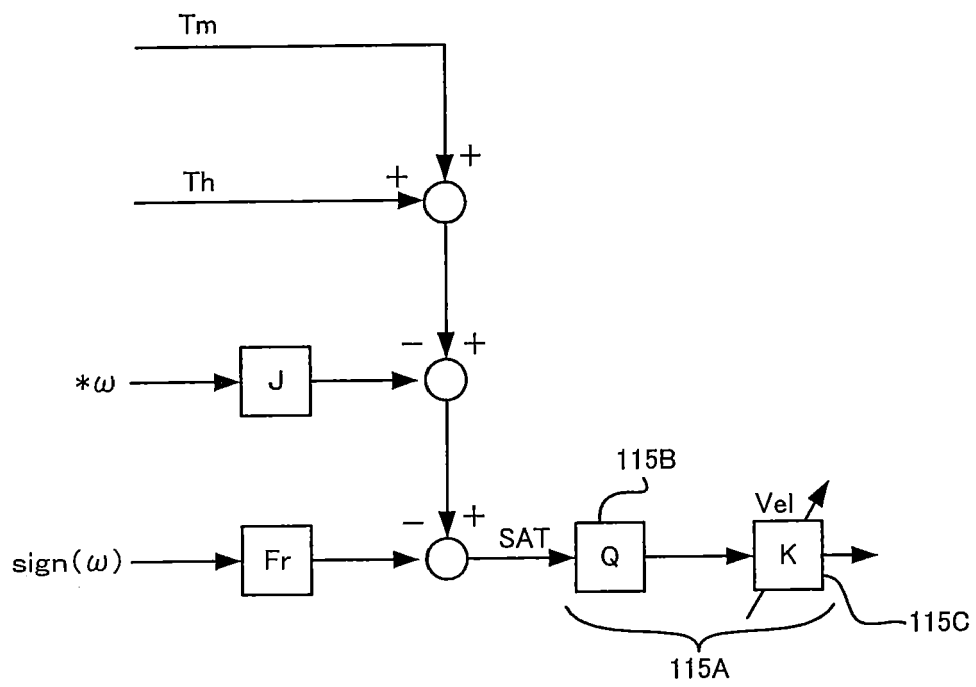 Tm
+
Th
+
- +
*ω
J
115B
- +
Vel
sign(ω)
Fr
SAT
Q
K
115C
115A